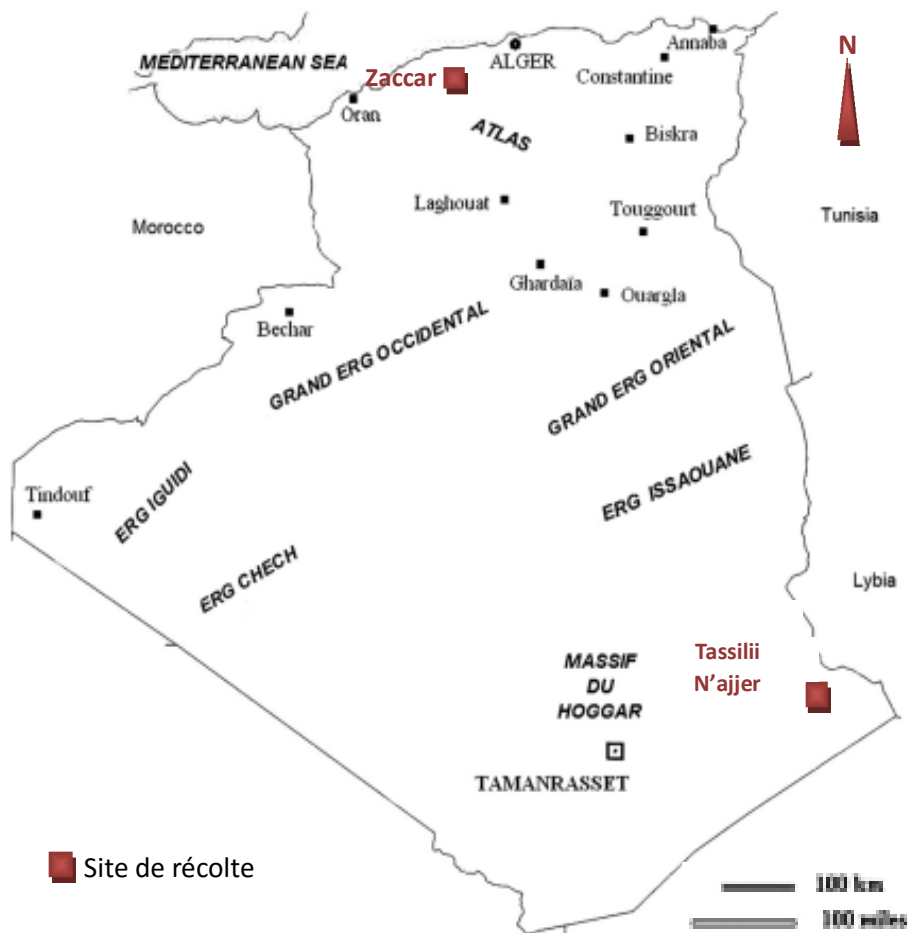 Annaba
N
MEDITERRANEAN SEA
ALGER
Zaccar
Constantine
Oran
ATLAS
Biskra
Laghouat
Touggourt
Tunisia
Morocco
Ghardaïa
Ouargla
Bechar
GRAND ERG OCCIDENTAL
GRAND ERG ORIENTAL
ERG ISSAOUANE
Tindouf
ERG IGUIDI
ERG CHECH
Lybia
Tassilii
N’ajjer
MASSIF
DU
HOGGAR
TAMANRASSET
Site de récolte
100 km
100 miles